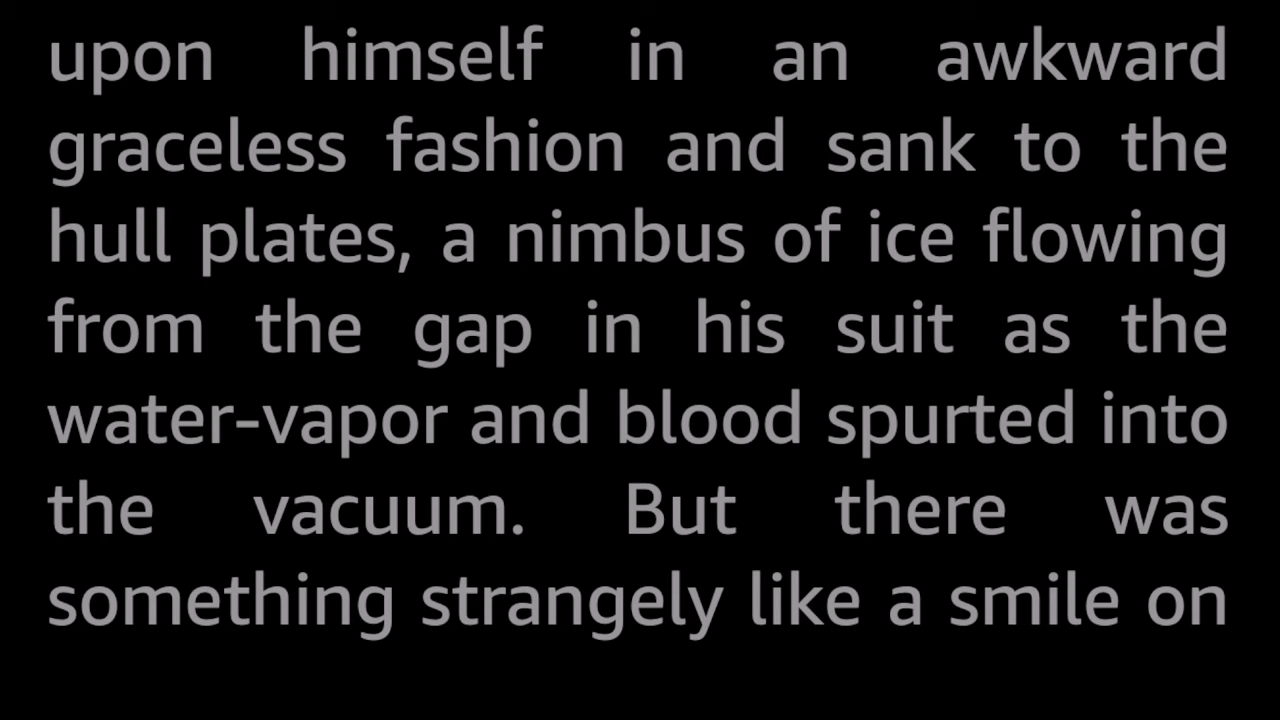 upon himself in an awkward
graceless fashion and sank to the
hull plates, a nimbus of ice flowing
from the gap in his suit as the
water-vapor and blood spurted into
the vacuum. But there was
something strangely like a smile on